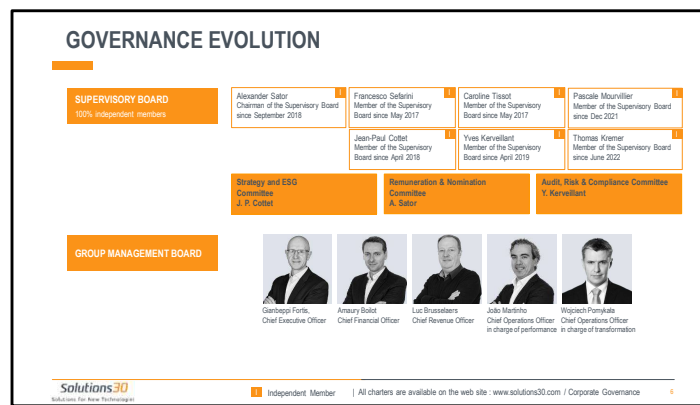 GOVERNANCE EVOLUTION
SUPERVISORY BOARD
100% independent members
Alexander Sator
Chairman of the Supervisory Board
since September 2018
I
Francesco Sefarini
Member of the Supervisory
Board since May 2017
I
Caroline Tissot
Member of the Supervisory
Board since May 2017
I
Pascale Mourvillier
Member of the Supervisory Board
since Dec 2021
I
Jean-Paul Cottet
Member of the Supervisory
Board since April 2018
I
Yves Kerveillant
Member of the Supervisory
Board since April 2019
I
Thomas Kremer
Member of the Supervisory Board
since June 2022
I
Strategy and ESG
Committee
J. P. Cottet
Remuneration & Nomination
Committee
A. Sator
Audit, Risk & Compliance Committee
Y. Kerveillant
GROUP MANAGEMENT BOARD
Gianbeppi Fortis,
Chief Executive Officer
Amaury Boilot
Chief Financial Officer
Luc Brusselaers
Chief Revenue Officer
João Martinho
Chief Operations Officer
in charge of performance
Wojciech Pomykała
Chief Operations Officer
in charge of transformation
Solutions30
Solutions for New Technologies
I Independent Member | All charters are available on the web site : www.solutions30.com / Corporate Governance
6